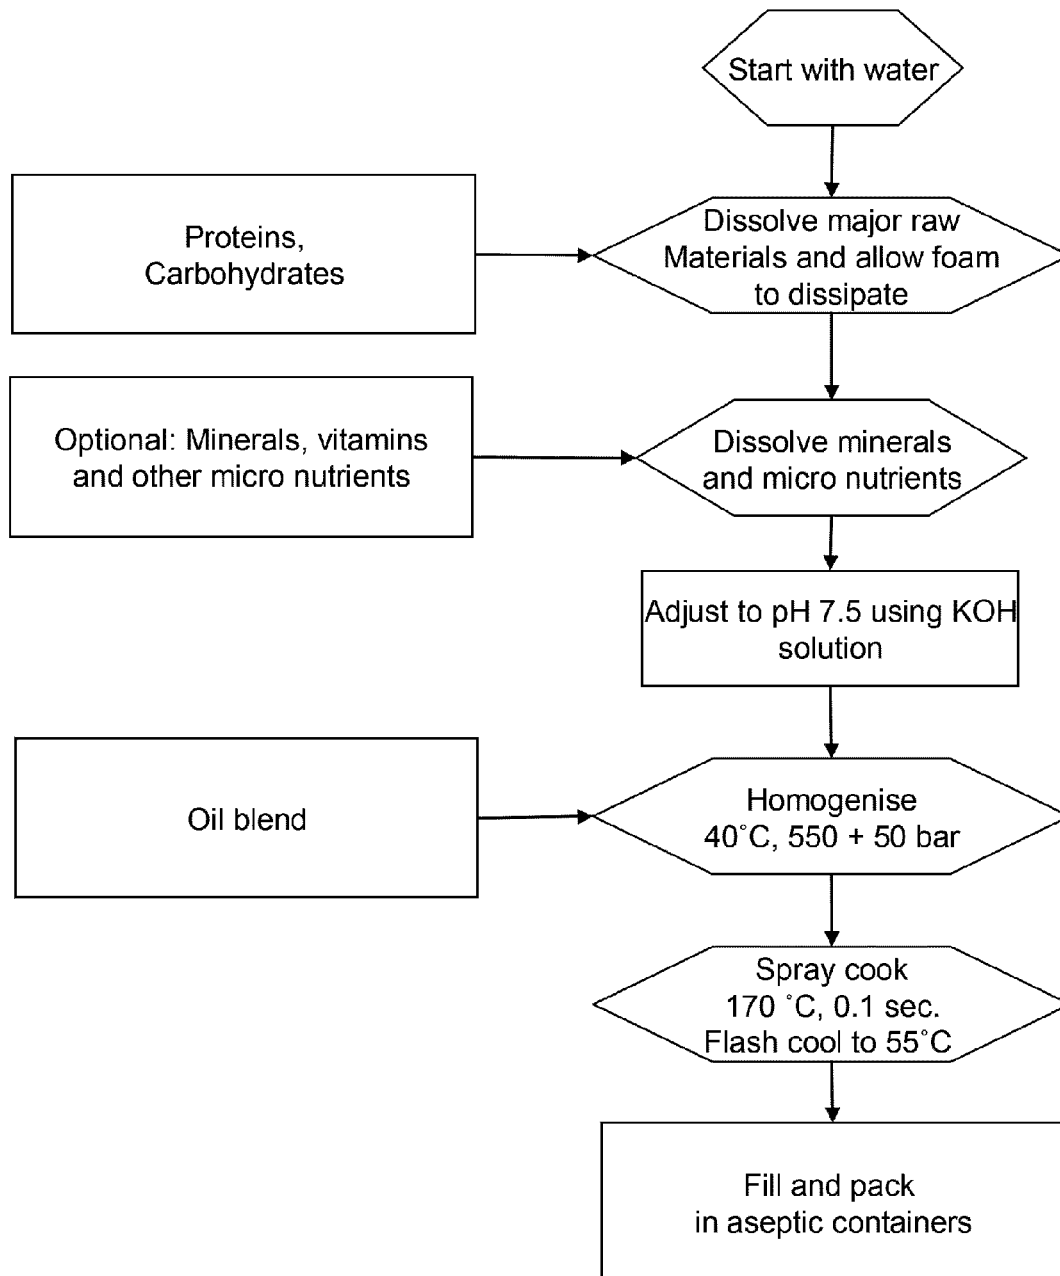 Start with water
Proteins,
Carbohydrates
Dissolve major raw
Materials and allow foam
to dissipate
Optional: Minerals, vitamins
and other micro nutrients
Dissolve minerals
and micro nutrients
Adjust to pH 7.5 using KOH
solution
Oil blend
Homogenise
40˚C, 550 + 50 bar
Spray cook
170 ˚C, 0.1 sec.
Flash cool to 55˚C
Fill and pack
in aseptic containers